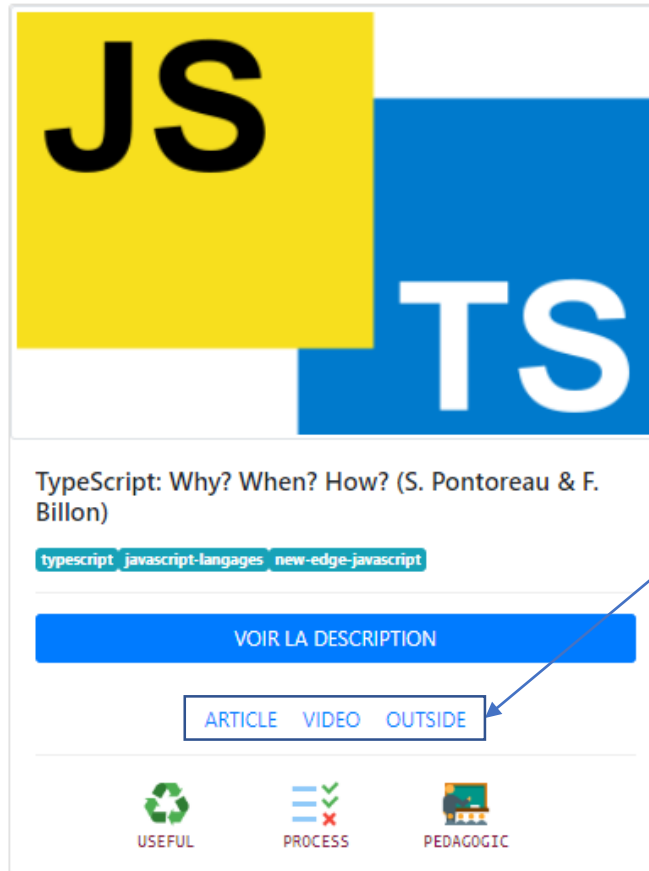 JS
TS
TypeScript: Why? When? How? (S. Pontoreau & F.
Billon)
typescript javascript-langages new-edge-javascript
VOIR LA DESCRIPTION
ARTICLE VIDEO OUTSIDE
USEFUL PROCESS PEDAGOGIC